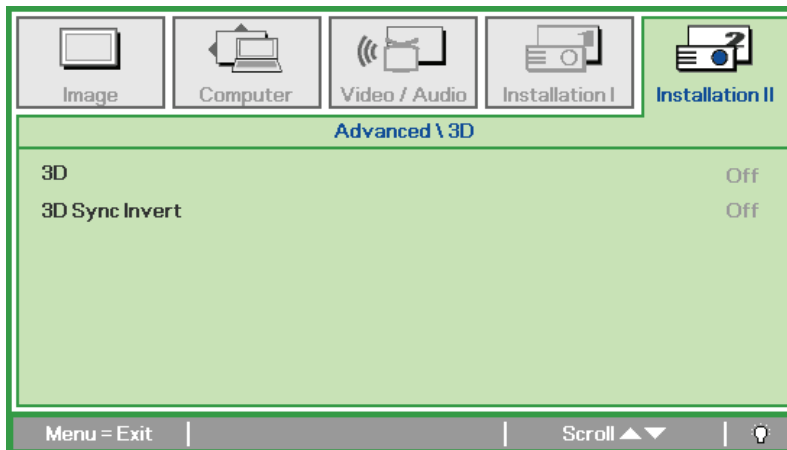 Image Computer Video / Audio Installation I Installation II
Advanced \ 3D
3D Off
3D Sync Invert Off
Menu = Exit Scroll ▲▼